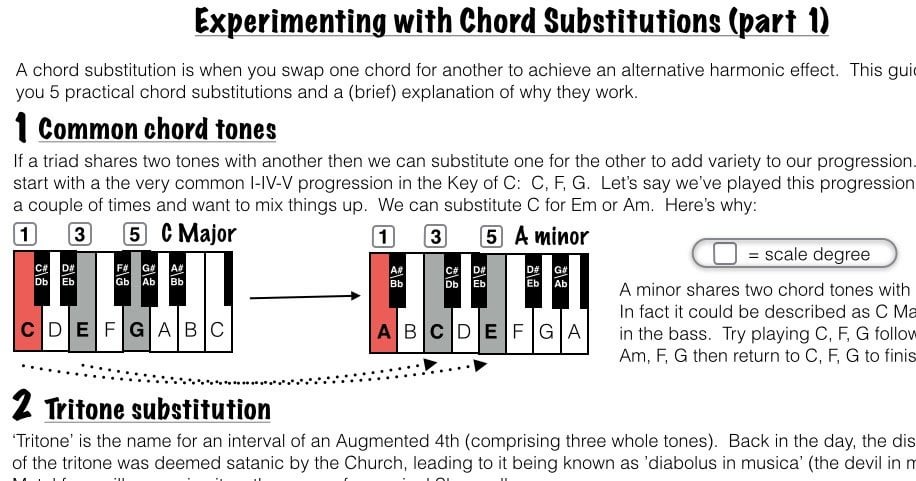 Experimenting with Chord Substitutions (part 1)
A chord substitution is when you swap one chord for another to achieve an alternative harmonic effect. This
you 5 practical chord substitutions and a (brief) explanation of why they work.
1 Common chord tones
If a triad shares two tones with another then we can substitute one for the other to add variety to our progression.
start with a the very common I-IV-V progression in the Key of C: C, F, G. Let's say we've played this progression
a couple of times and want to mix things up. We can substitute C for Em or Am. Here's why:
1 3 5 C Major
C# D# F# G# A#
Db Eb Gb Ab Bb
C D E F G A B C
1 3 5 A minor
A# C# D# D# G#
Bb Db Eb Eb Ab
A B C D E F G A
= scale degree
A minor shares two chord tones with
In fact it could be described as C
in the bass. Try playing C, F, G
Am, F, G then return to C, F, G to
2 Tritone substitution
'Tritone' is the name for an interval of an Augmented 4th (comprising three whole tones). Back in the day, the
of the tritone was deemed satanic by the Church, leading to it being known as 'diabolus in musica' (the devil in